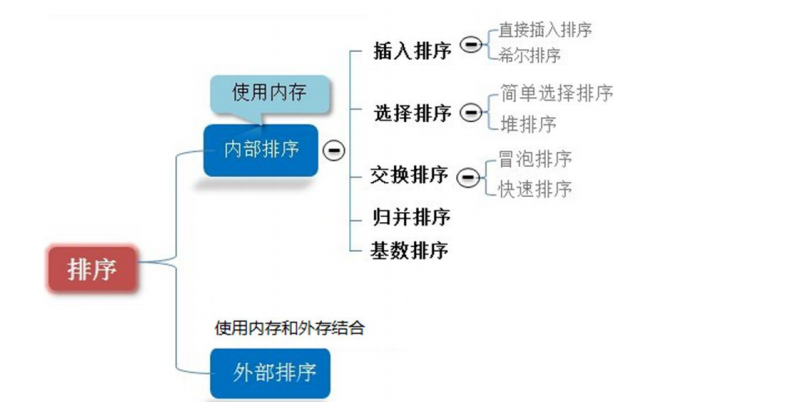 直接插入排序
插入排序
希尔排序
使用内存
简单选择排序
选择排序
堆排序
内部排序
冒泡排序
交换排序
快速排序
归并排序
基数排序
排序
使用内存和外存结合
外部排序